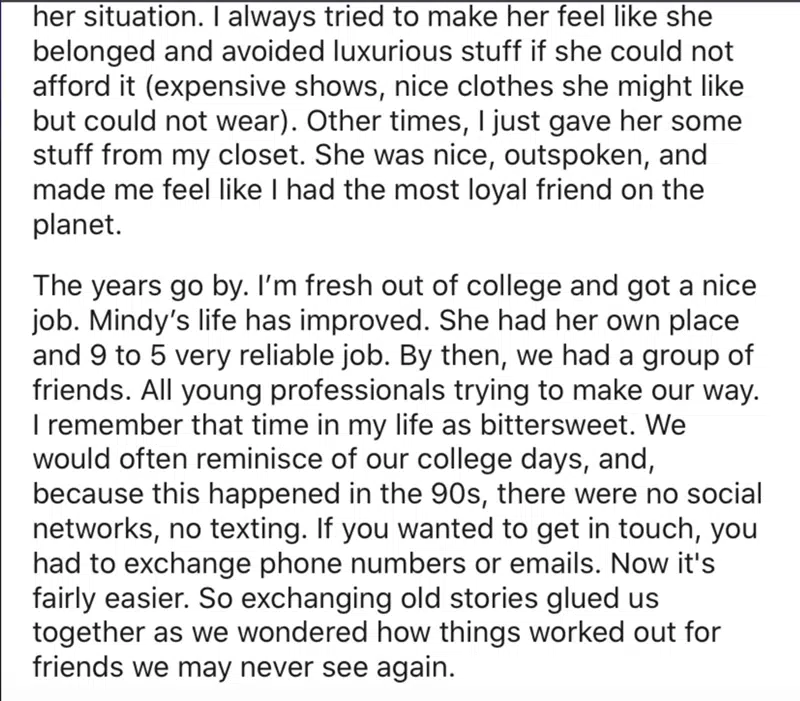 her situation. I always tried to make her feel like she
belonged and avoided luxurious stuff if she could not
afford it (expensive shows, nice clothes she might like
but could not wear). Other times, I just gave her some
stuff from my closet. She was nice, outspoken, and
made me feel like I had the most loyal friend on the
planet.
The years go by. I’m fresh out of college and got a nice
job. Mindy’s life has improved. She had her own place
and 9 to 5 very reliable job. By then, we had a group of
friends. All young professionals trying to make our way.
I remember that time in my life as bittersweet. We
would often reminisce of our college days, and,
because this happened in the 90s, there were no social
networks, no texting. If you wanted to get in touch, you
had to exchange phone numbers or emails. Now it's
fairly easier. So exchanging old stories glued us
together as we wondered how things worked out for
friends we may never see again.